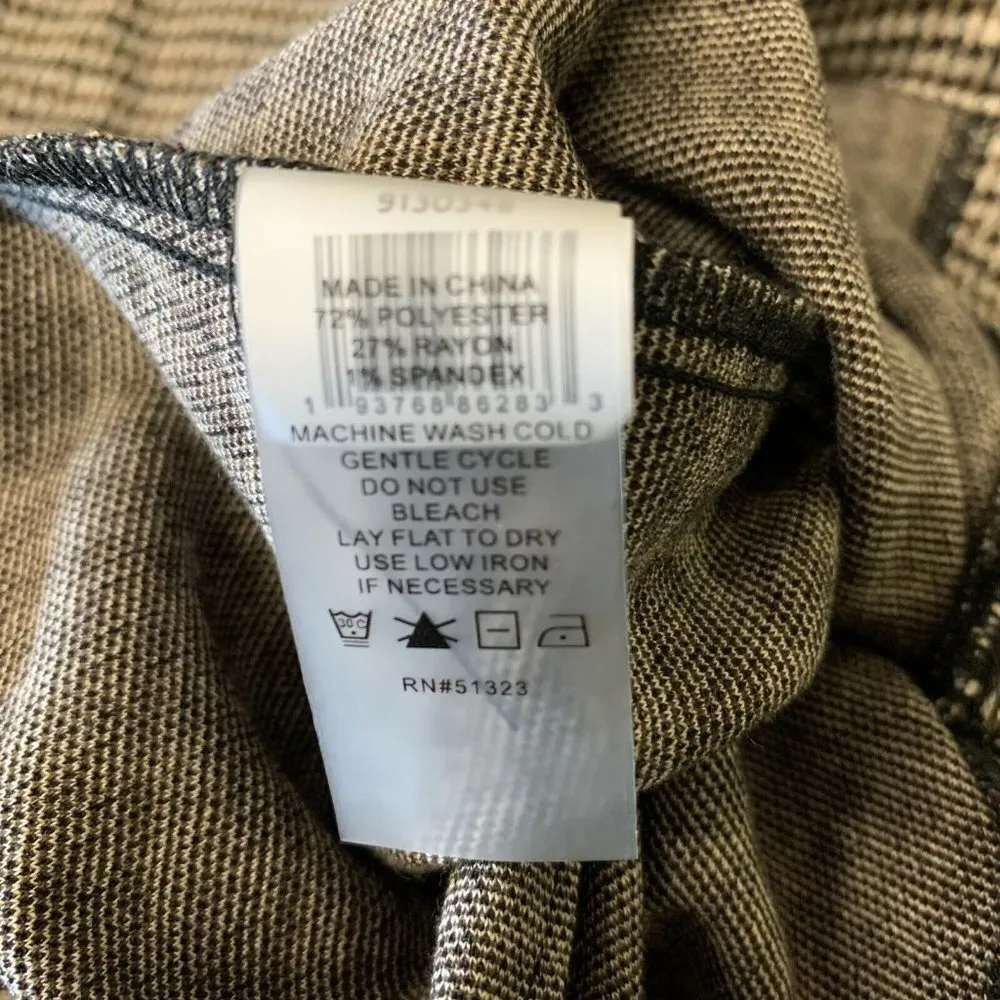 MADE IN CHINA
72% POLYESTER
27% RAYON
1% SPANDEX
1 93768 86283 3
MACHINE WASH COLD
GENTLE CYCLE
DO NOT USE
BLEACH
LAY FLAT TO DRY
USE LOW IRON
IF NECESSARY
30 C
RN#51323